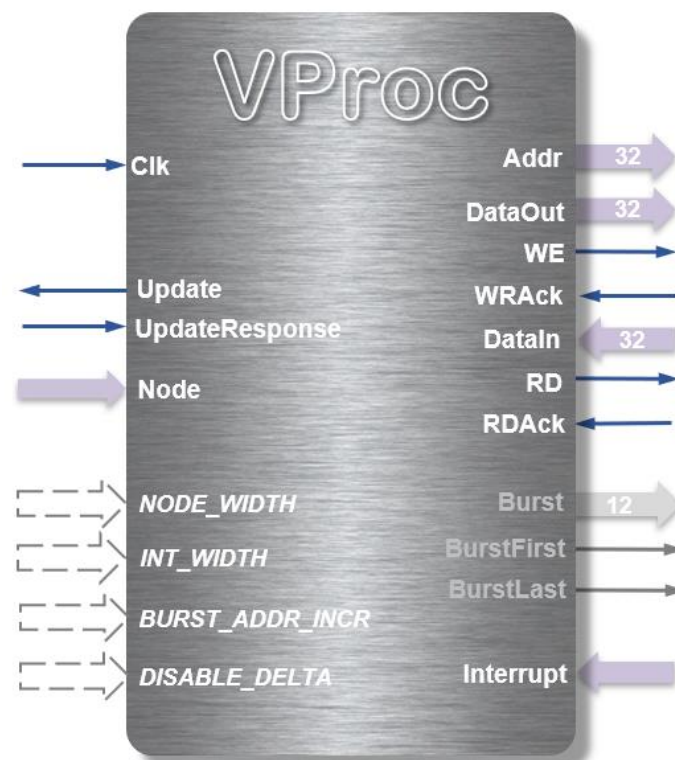 VProc
Clk
Addr 32
DataOut 32
WE
Update
WRAck
UpdateResponse
DataIn 32
Node
RD
RDAck
NODE_WIDTH
Burst 12
INT_WIDTH
BurstFirst
BurstLast
BURST_ADDR_INCR
DISABLE_DELTA
Interrupt